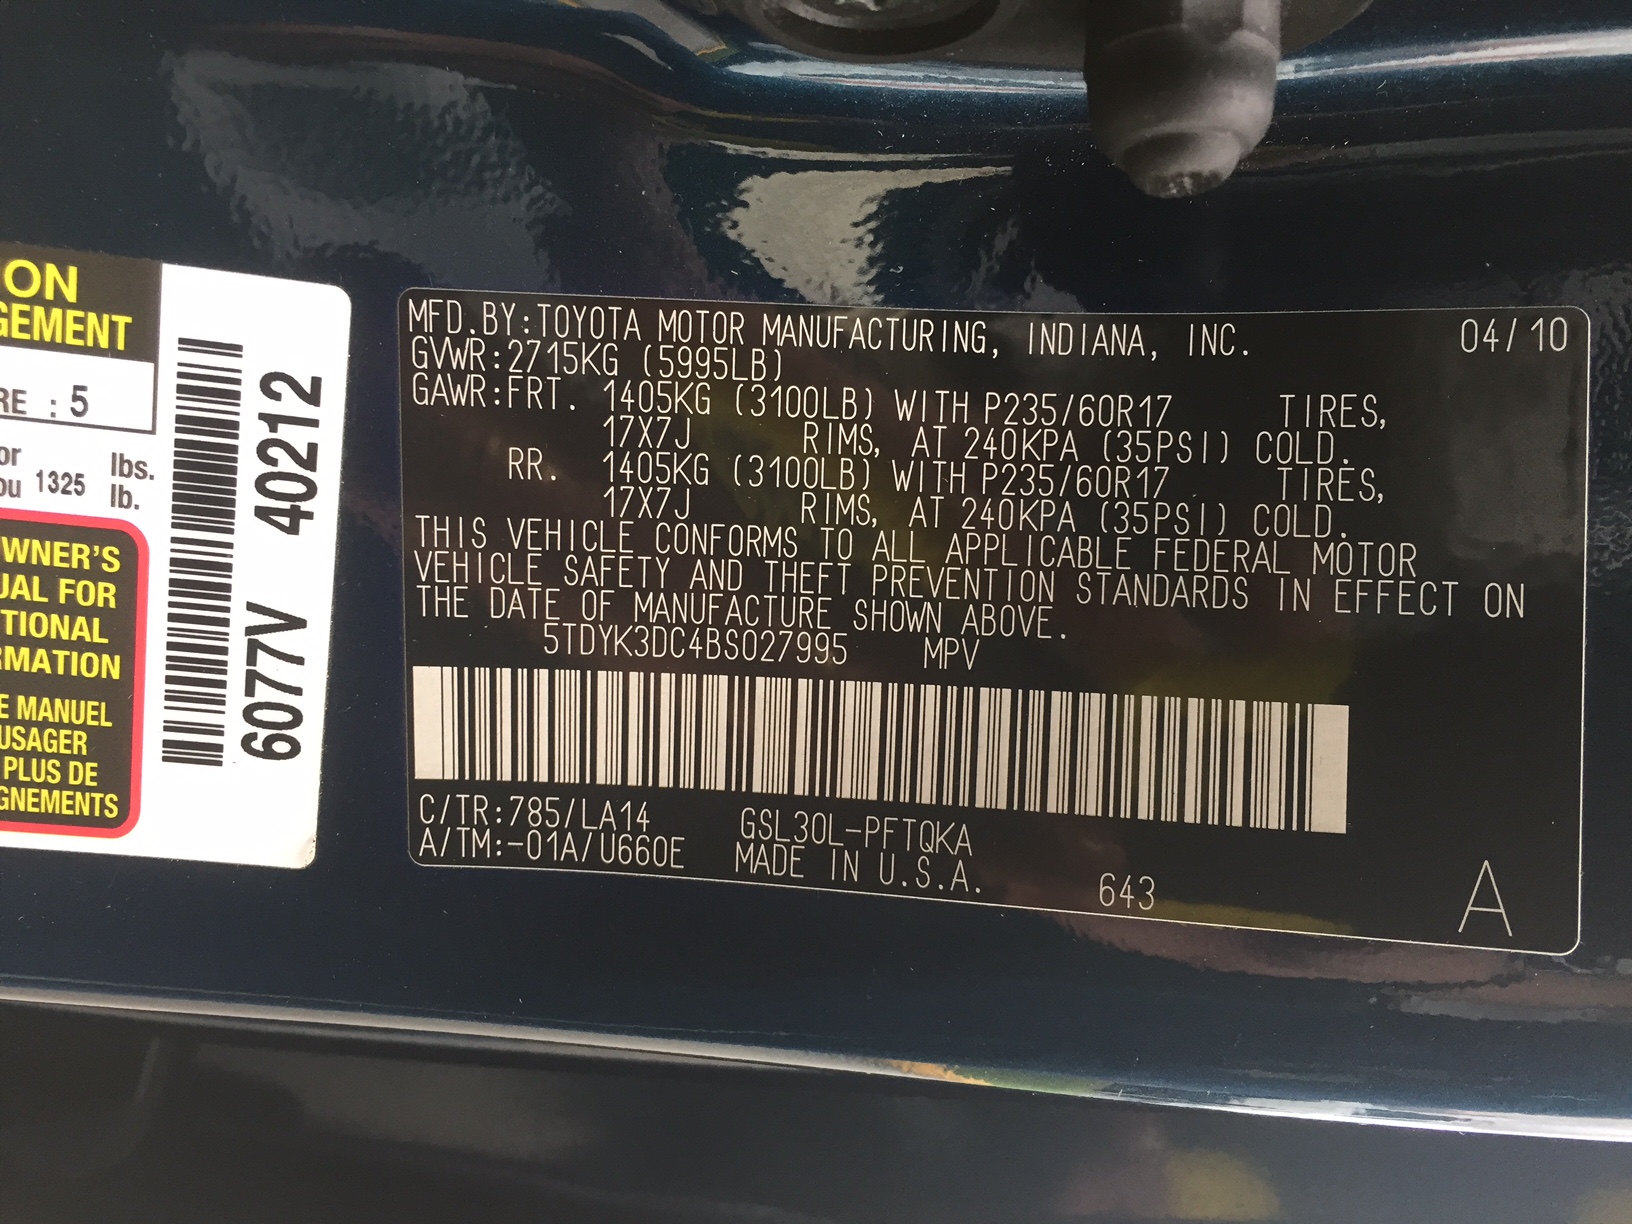 ON
GEMENT
RE : 5
or
ou 1325 lbs.
lb.
WNER'S
UAL FOR
TIONAL
RMATION
E MANUEL
USAGER
PLUS DE
GNEMENTS
6077V 40212
MFD.BY:TOYOTA MOTOR MANUFACTURING, INDIANA, INC. 04/10
GVWR:2715KG (5995LB)
GAWR:FRT. 1405KG (3100LB) WITH P235/60R17 TIRES,
17X7J RIMS, AT 240KPA (35PSI) COLD.
RR. 1405KG (3100LB) WITH P235/60R17 TIRES,
17X7J RIMS, AT 240KPA (35PSI) COLD.
THIS VEHICLE CONFORMS TO ALL APPLICABLE FEDERAL MOTOR
VEHICLE SAFETY AND THEFT PREVENTION STANDARDS IN EFFECT ON
THE DATE OF MANUFACTURE SHOWN ABOVE.
5TDYK3DC4BS027995 MPV
C/TR:785/LA14 GSL30L-PFTQKA
A/TM:-01A/U660E MADE IN U.S.A. 643 A